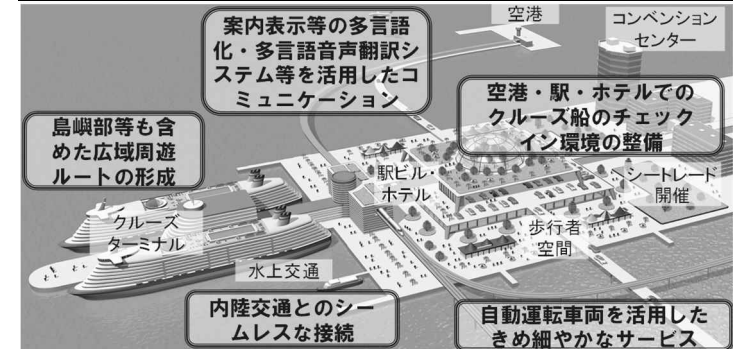 案内表示等の多言語
化・多言語音声翻訳シ
ステム等を活用したコ
ミュニケーション
空港
コンベンション
センター
空港・駅・ホテルでの
クルーズ船のチェック
イン環境の整備
島嶼部等も含
めた広域周遊
ルートの形成
駅ビル・
ホテル
シートレード
開催
クルーズ
ターミナル
歩行者
空間
水上交通
内陸交通とのシー
ムレスな接続
自動運転車両を活用した
きめ細やかなサービス